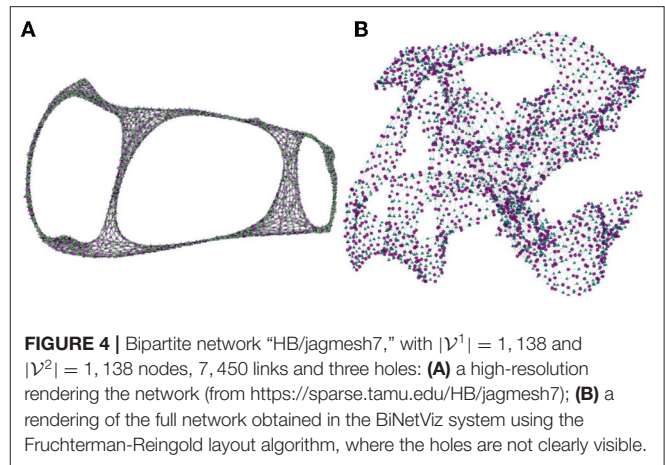 A
B
FIGURE 4 | Bipartite network “HB/jagmesh7,” with |𝒱¹| = 1, 138 and
|𝒱²| = 1, 138 nodes, 7,450 links and three holes: (A) a high-resolution
rendering the network (from https://sparse.tamu.edu/HB/jagmesh7); (B) a
rendering of the full network obtained in the BiNetViz system using the
Fruchterman-Reingold layout algorithm, where the holes are not clearly visible.